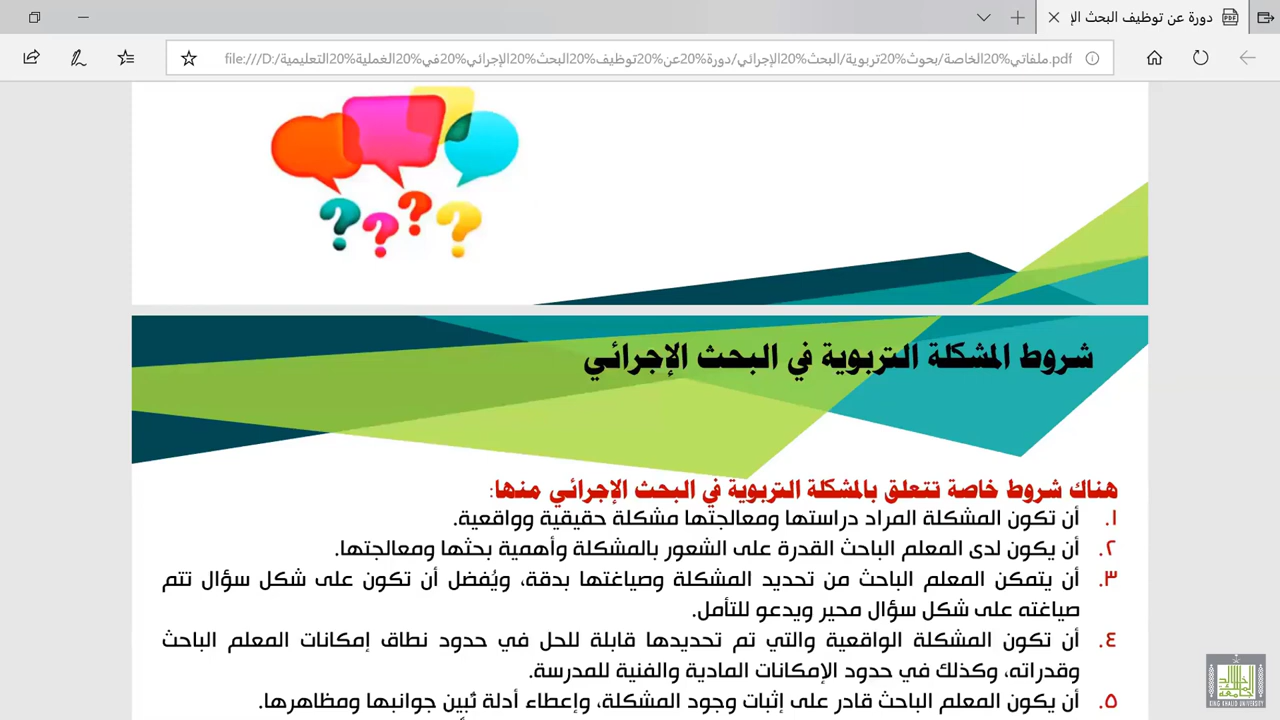 دورة عن توظيف البحث الإ
PDF
file:///D:/ملفاتي%20الخاصة/بحوث%20تربوية/البحث%20الإجرائي/دورة%20عن%20توظيف%20البحث%20الإجرائي%20في%20الغملية%20التعليمية.pdf
شروط المشكلة التربوية في البحث الإجرائي
هناك شروط خاصة تتعلق بالمشكلة التربوية في البحث الإجرائي منها:
١. أن تكون المشكلة المراد دراستها ومعالجتها مشكلة حقيقية وواقعية.
٢. أن يكون لدى المعلم الباحث القدرة على الشعور بالمشكلة وأهمية بحثها ومعالجتها.
٣. أن يتمكن المعلم الباحث من تحديد المشكلة وصياغتها بدقة، ويُفضل أن تكون على شكل سؤال تتم
صياغته على شكل سؤال محير ويدعو للتأمل.
٤. أن تكون المشكلة الواقعية والتي تم تحديدها قابلة للحل في حدود نطاق إمكانات المعلم الباحث
وقدراته، وكذلك في حدود الإمكانات المادية والفنية للمدرسة.
٥. أن يكون المعلم الباحث قادر على إثبات وجود المشكلة، وإعطاء أدلة تُبين جوانبها ومظاهرها.
KING KHALID UNIVERSITY